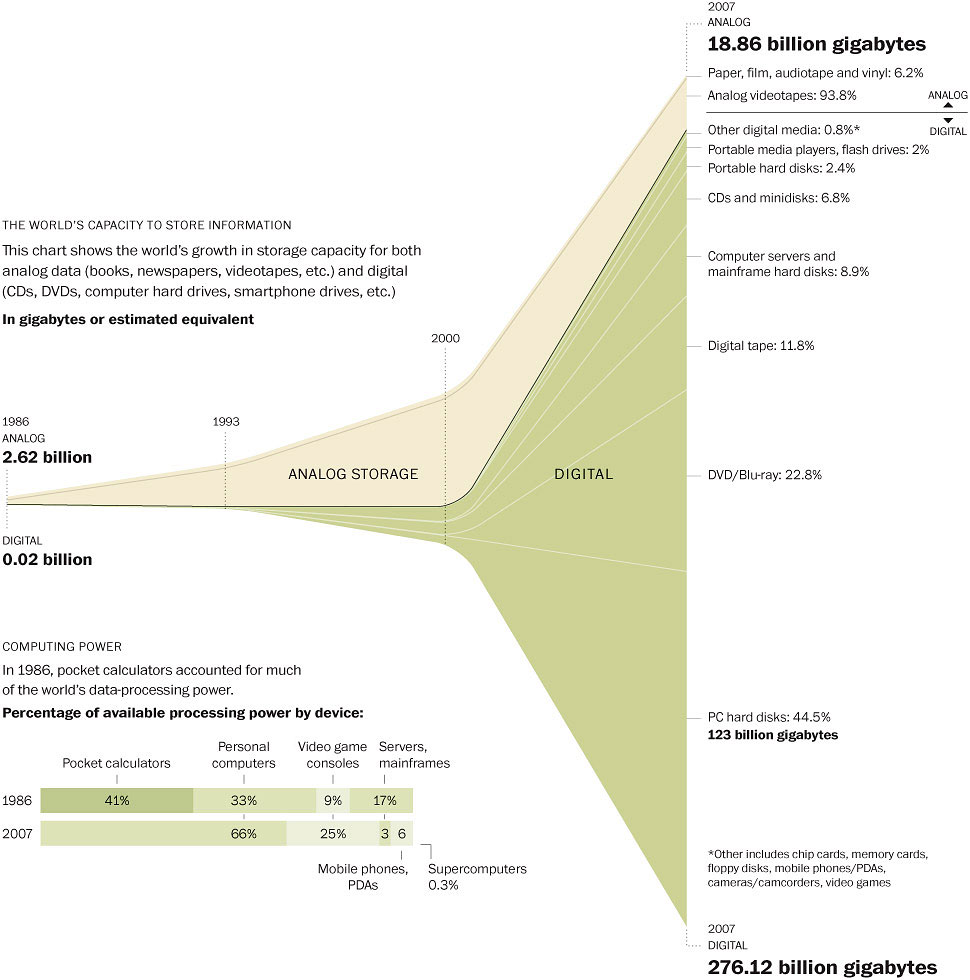 2007
ANALOG
18.86 billion gigabytes
Paper, film, audiotape and vinyl: 6.2%
Analog videotapes: 93.8%
ANALOG
DIGITAL
Other digital media: 0.8%*
Portable media players, flash drives: 2%
Portable hard disks: 2.4%
CDs and minidisks: 6.8%
Computer servers and
mainframe hard disks: 8.9%
Digital tape: 11.8%
DVD/Blu-ray: 22.8%
PC hard disks: 44.5%
123 billion gigabytes
*Other includes chip cards, memory cards,
floppy disks, mobile phones/PDAs,
cameras/camcorders, video games
2007
DIGITAL
276.12 billion gigabytes
THE WORLD'S CAPACITY TO STORE INFORMATION
This chart shows the world's growth in storage capacity for both
analog data (books, newspapers, videotapes, etc.) and digital
(CDs, DVDs, computer hard drives, smartphone drives, etc.)
In gigabytes or estimated equivalent
2000
1993
1986
ANALOG
2.62 billion
ANALOG STORAGE
DIGITAL
DIGITAL
0.02 billion
COMPUTING POWER
In 1986, pocket calculators accounted for much
of the world's data-processing power.
Percentage of available processing power by device:
Pocket calculators
Personal
computers
Video game
consoles
Servers,
mainframes
1986 41% 33% 9% 17%
2007 66% 25% 3 6
Mobile phones,
PDAs
Supercomputers
0.3%